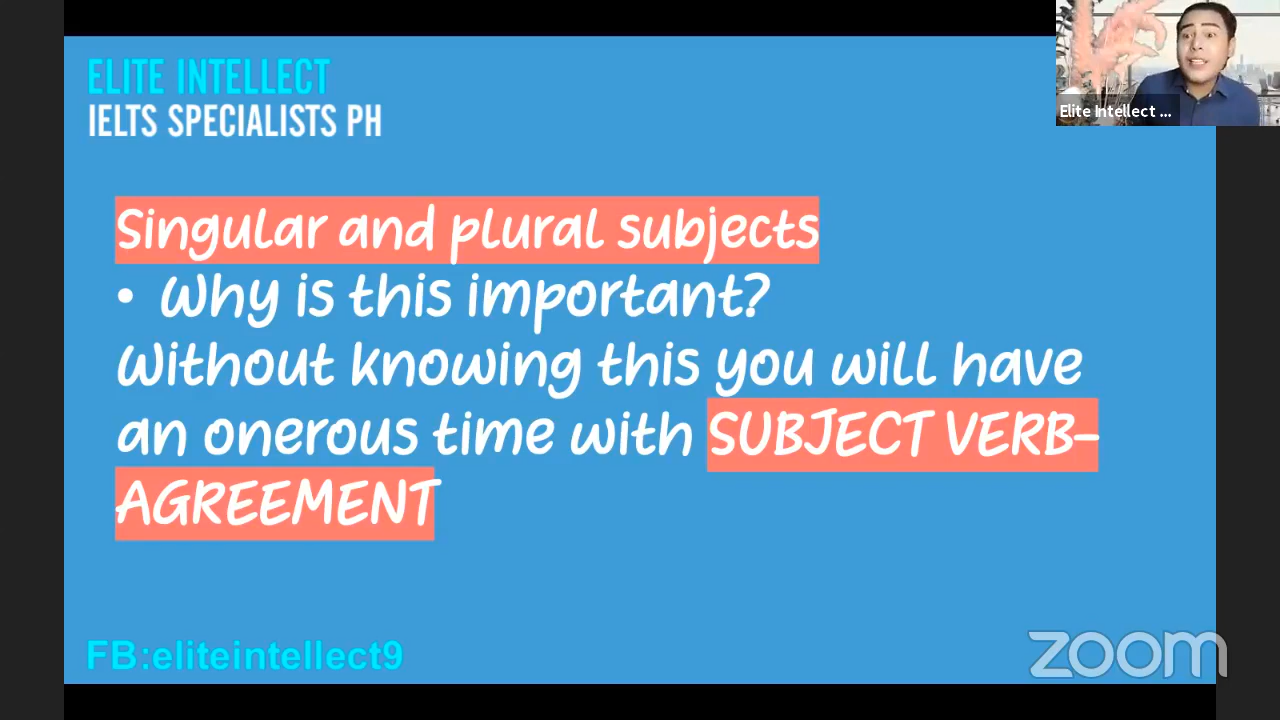 ELITE INTELLECT
IELTS SPECIALISTS PH
Elite Intellect ...
Singular and plural subjects
• Why is this important?
Without knowing this you will have
an onerous time with SUBJECT VERB-
AGREEMENT
FB:eliteintellect9
zoom